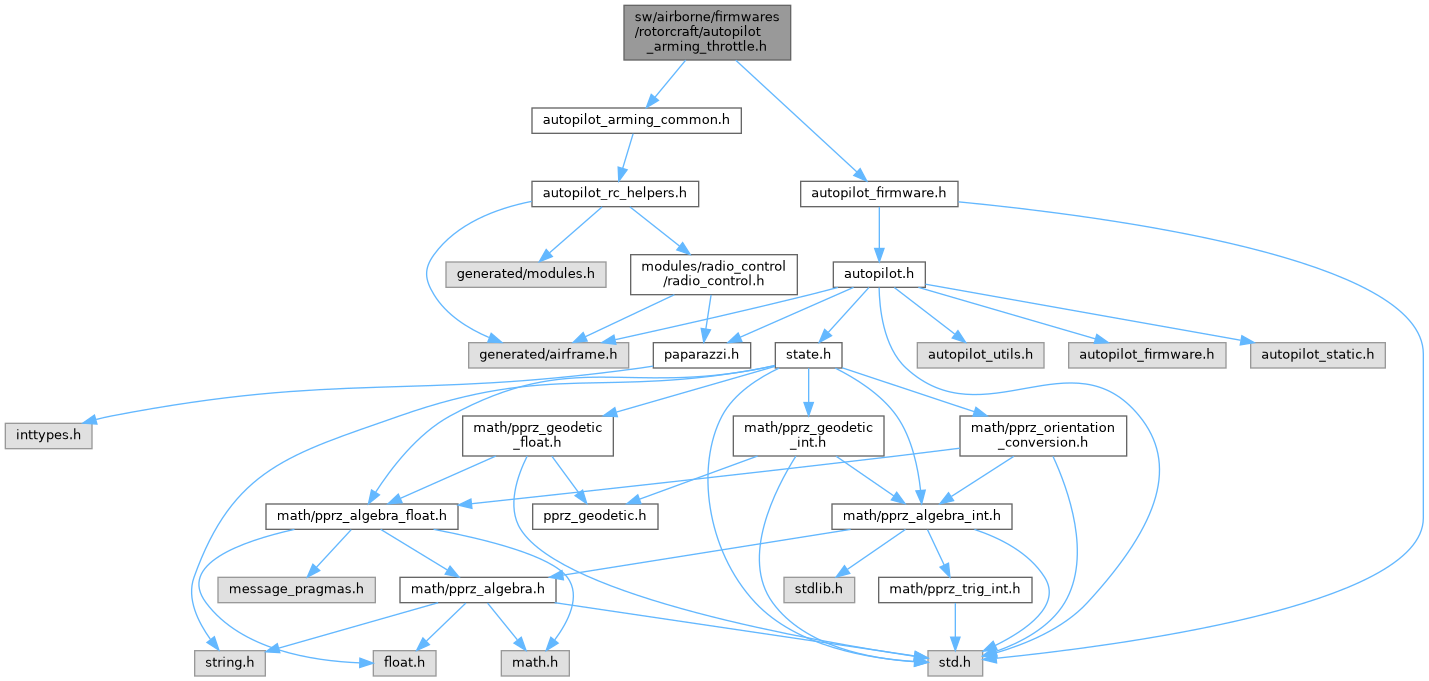 sw/airborne/firmwares
/rotorcraft/autopilot
_arming_throttle.h
autopilot_arming_common.h
autopilot_rc_helpers.h
autopilot_firmware.h
generated/modules.h
modules/radio_control
/radio_control.h
autopilot.h
generated/airframe.h
paparazzi.h
state.h
autopilot_utils.h
autopilot_firmware.h
autopilot_static.h
inttypes.h
math/pprz_geodetic
_float.h
math/pprz_geodetic
_int.h
math/pprz_orientation
_conversion.h
math/pprz_algebra_float.h
pprz_geodetic.h
math/pprz_algebra_int.h
message_pragmas.h
math/pprz_algebra.h
stdlib.h
math/pprz_trig_int.h
string.h
float.h
math.h
std.h